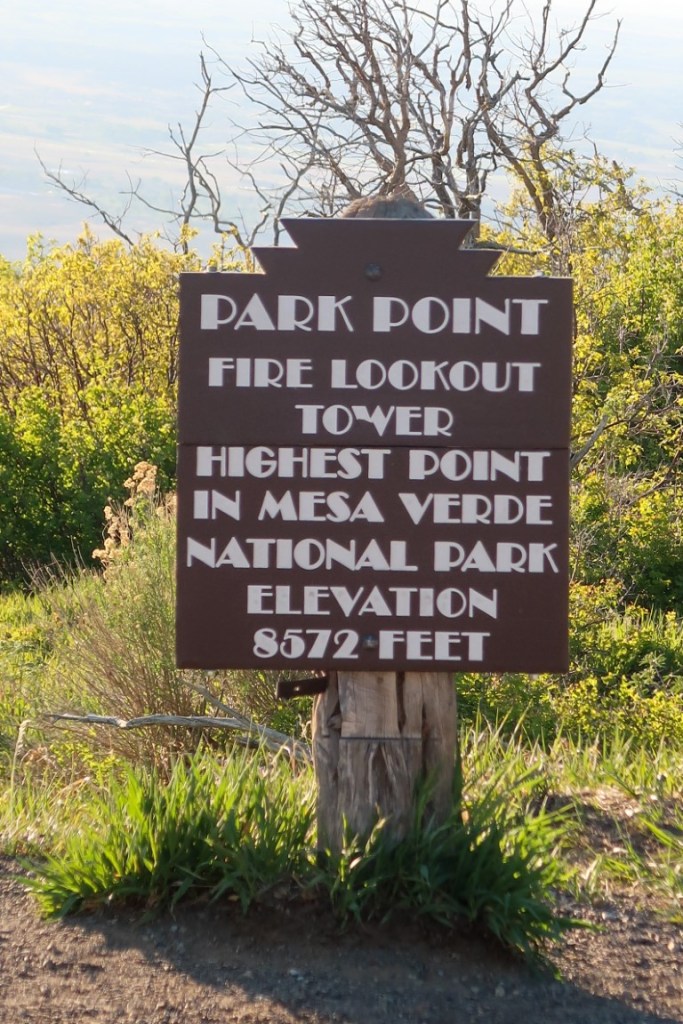 PARK POINT
FIRE LOOKOUT
TOWER
HIGHEST POINT
IN MESA VERDE
NATIONAL PARK
ELEVATION
8572 FEET